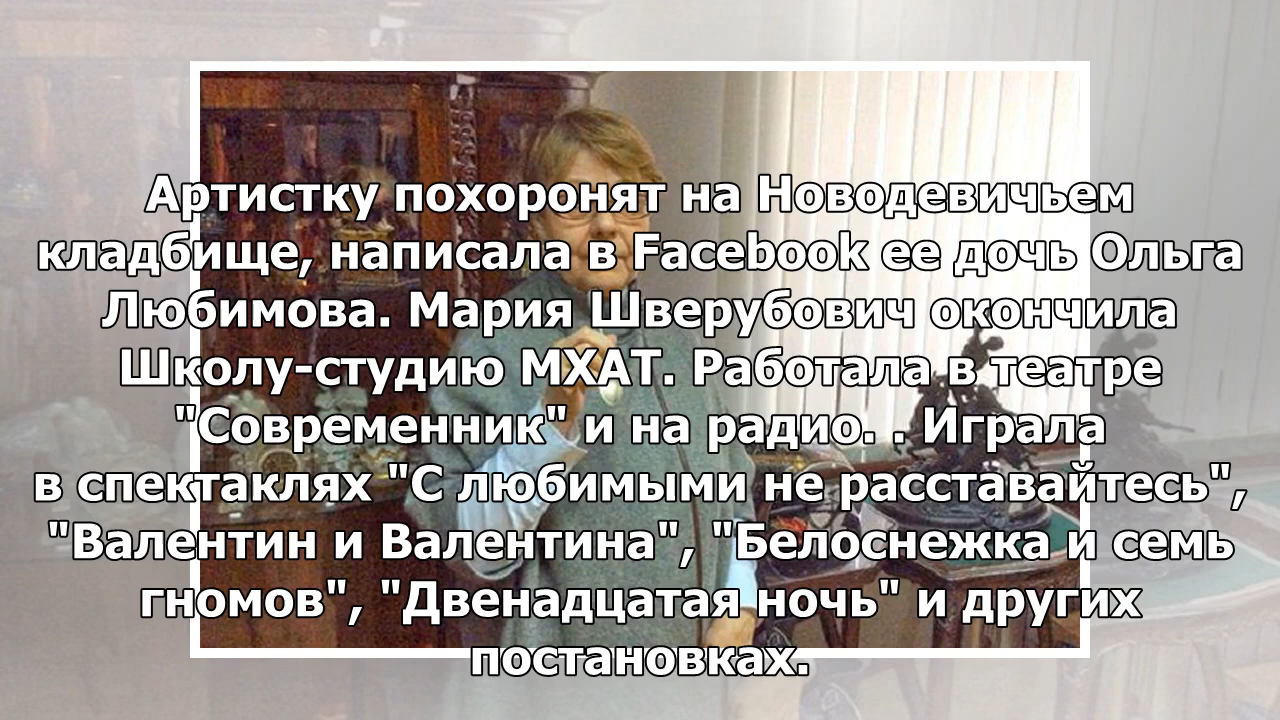 Артистку похоронят на Новодевичьем
кладбище, написала в Facebook ее дочь Ольга
Любимова. Мария Шверубович окончила
Школу-студию МХАТ. Работала в театре
"Современник" и на радио. . Играла
в спектаклях "С любимыми не расставайтесь",
"Валентин и Валентина", "Белоснежка и семь
гномов", "Двенадцатая ночь" и других
постановках.